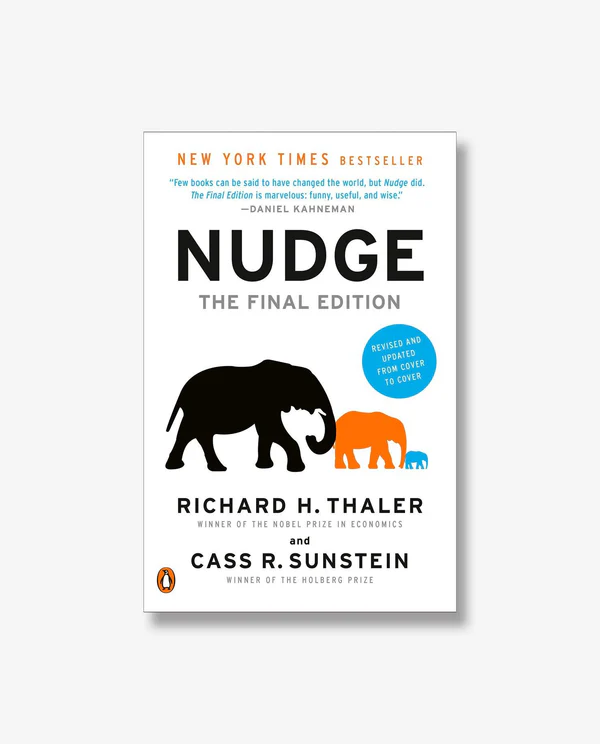 NEW YORK TIMES BESTSELLER
“Few books can be said to have changed the world, but Nudge did.
The Final Edition is marvelous: funny, useful, and wise.”
—DANIEL KAHNEMAN
NUDGE
THE FINAL EDITION
REVISED AND
UPDATED
FROM COVER
TO COVER
RICHARD H. THALER
WINNER OF THE NOBEL PRIZE IN ECONOMICS
and
CASS R. SUNSTEIN
WINNER OF THE HOLBERG PRIZE